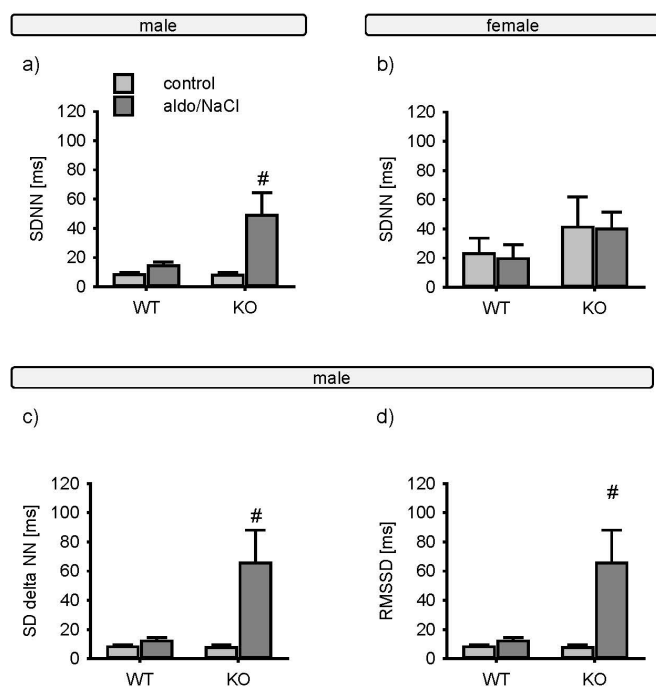 male
female
a)
b)
control
aldo/NaCl
120
100
80
60
40
20
0
SDNN [ms]
#
WT
KO
120
100
80
60
40
20
0
SDNN [ms]
WT
KO
male
c)
d)
120
100
80
60
40
20
0
SD delta NN [ms]
#
WT
KO
120
100
80
60
40
20
0
RMSSD [ms]
#
WT
KO